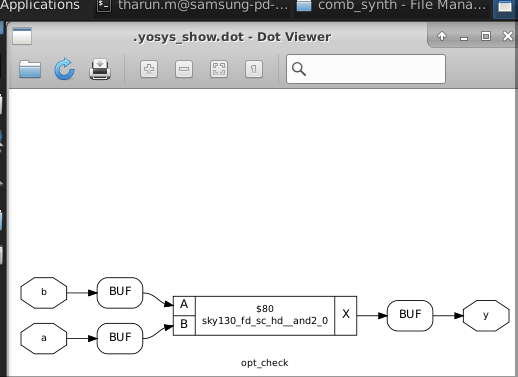 Applications
tharun.m@samsung-pd-...
comb_synth - File Mana...
.yosys_show.dot - Dot Viewer
b
BUF
A
$80
sky130_fd_sc_hd__and2_0
X
BUF
y
a
BUF
B
opt_check